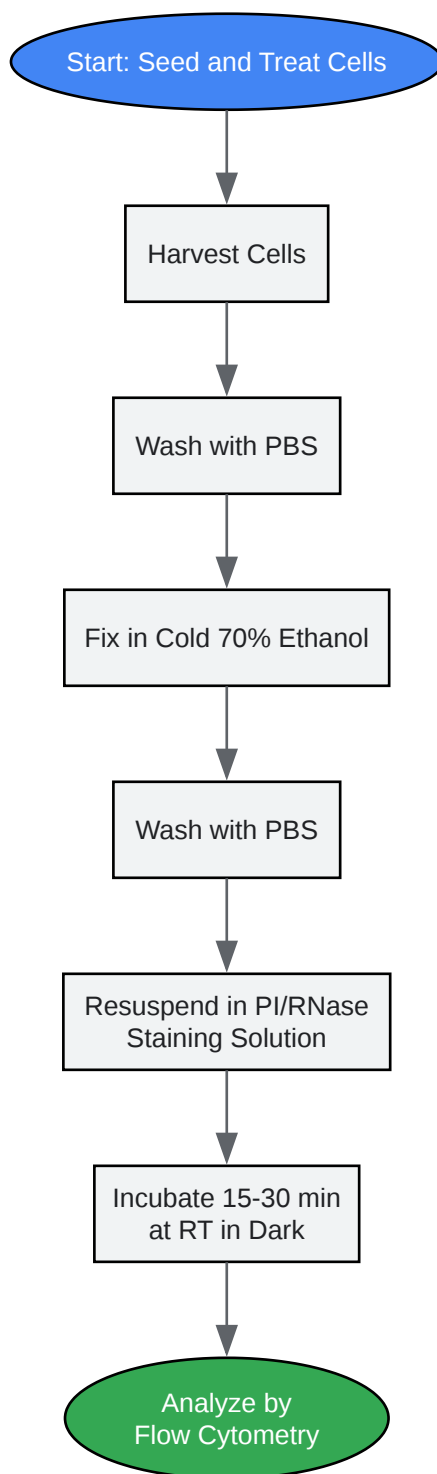 Start: Seed and Treat Cells
Harvest Cells
Wash with PBS
Fix in Cold 70% Ethanol
Wash with PBS
Resuspend in PI/RNase
Staining Solution
Incubate 15-30 min
at RT in Dark
Analyze by
Flow Cytometry